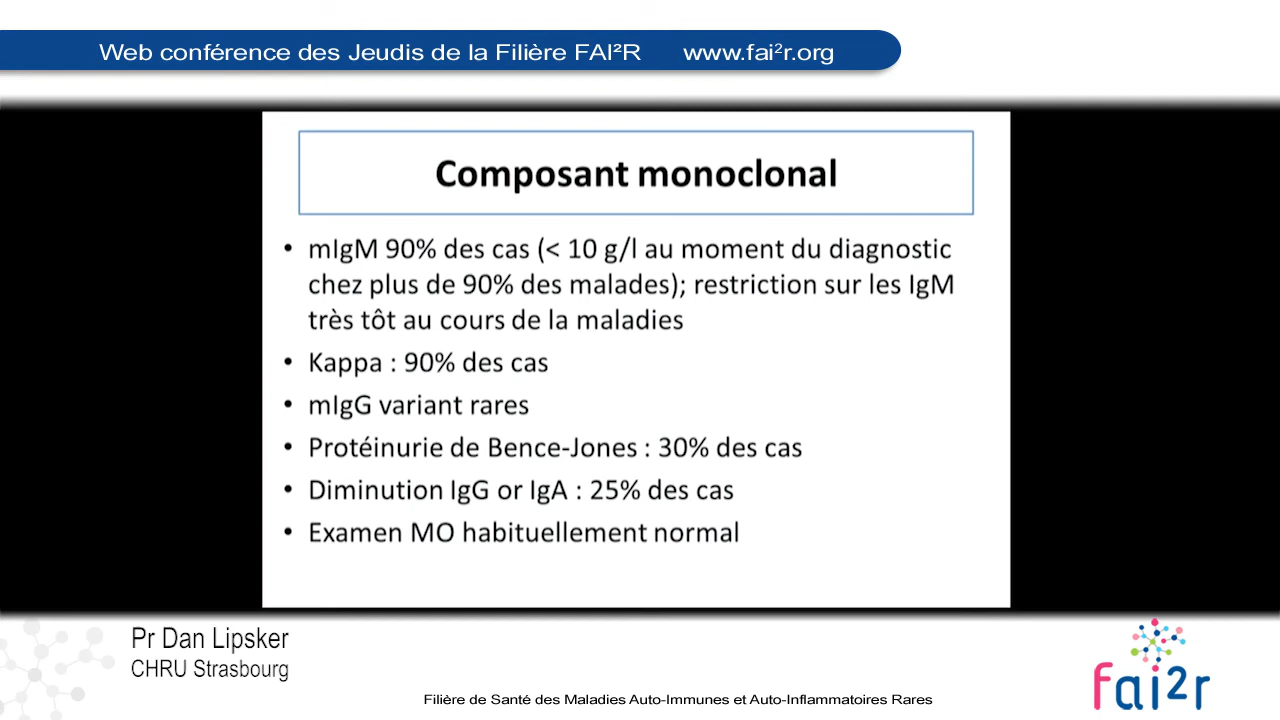 Web conférence des Jeudis de la Filière FAI²R www.fai²r.org
Composant monoclonal
• mIgM 90% des cas (< 10 g/l au moment du diagnostic
chez plus de 90% des malades); restriction sur les IgM
très tôt au cours de la maladies
• Kappa : 90% des cas
• mIgG variant rares
• Protéinurie de Bence-Jones : 30% des cas
• Diminution IgG or IgA : 25% des cas
• Examen MO habituellement normal
Pr Dan Lipsker
CHRU Strasbourg
fai2r
Filière de Santé des Maladies Auto-Immunes et Auto-Inflammatoires Rares